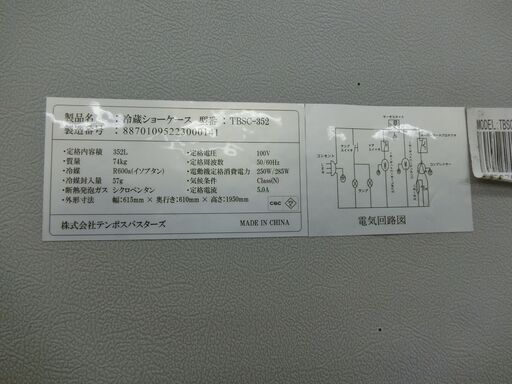 製品名 : 冷蔵ショーケース 型番 : TBSC-352
製造番号 : 88701095223000141
・定格内容積 : 352L
・質量 : 74kg
・冷媒 : R600a(イソブタン)
・冷媒封入量 : 57g
・断熱発泡ガス : シクロペンタン
・外形寸法 : 幅:615mm × 奥行き:610mm × 高さ:1950mm
・定格電圧 : 100V
・定格周波数 : 50/60Hz
・電動機定格消費電力 : 250W/285W
・気候条件 : Class(N)
・定格電流 : 5.0A
株式会社テンポスバスターズ
MADE IN CHINA
コンセント
ランプ
コンプレッサー
電気回路図
MODEL:TBSC